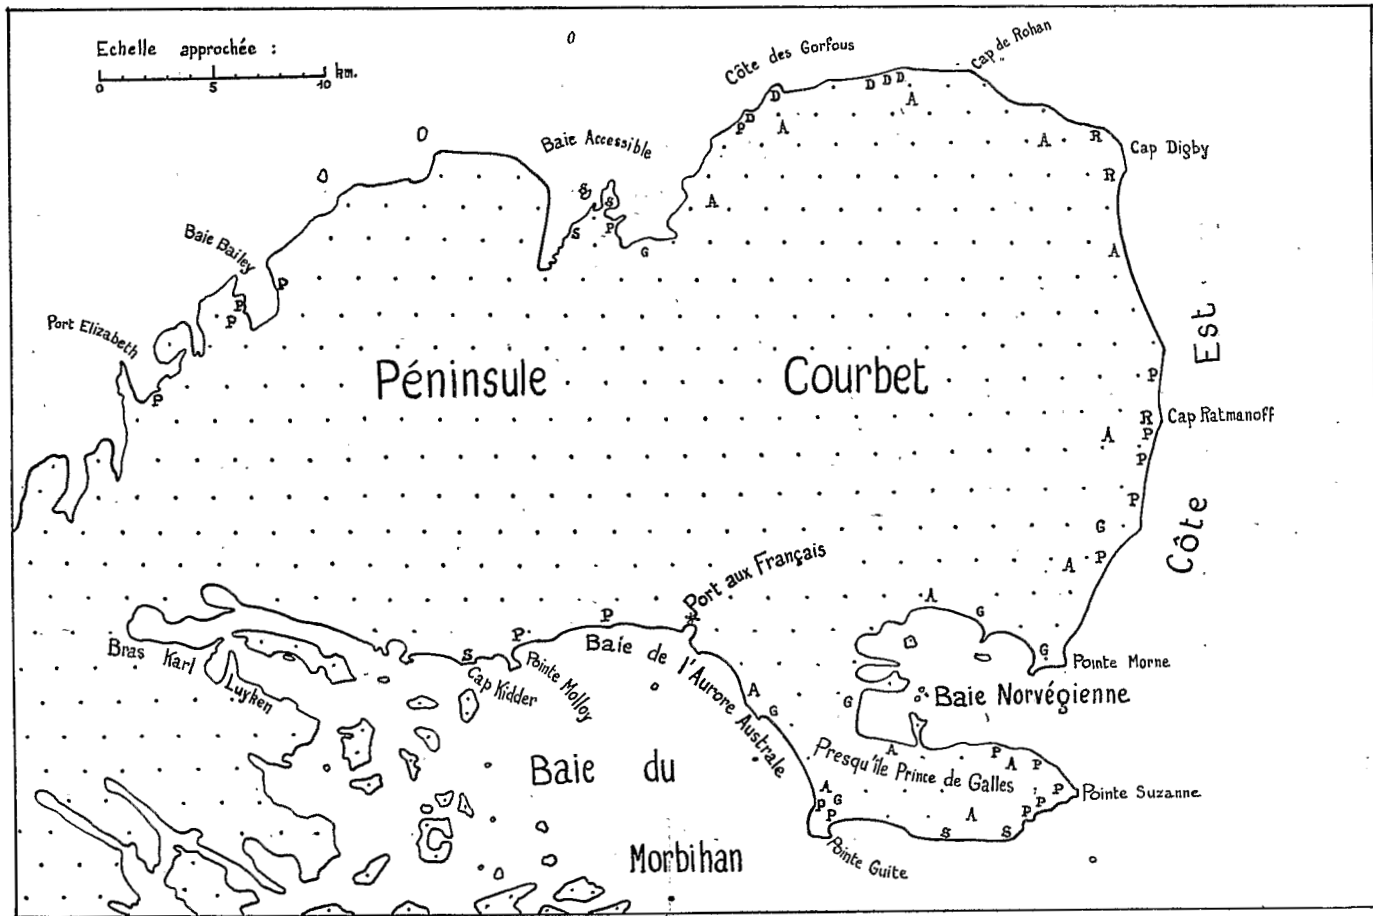 Echelle approchée :
0 5 10 km.
Côte des Gorfous
Cap de Rohan
D D D
A
D
P D
A
A R
Cap Digby
Baie Accessible
R
S
S
A
S P
G
A
Baie Bailey
P
P
P
Est
Port Elizabeth
Péninsule Courbet
P
P
R Cap Ratmanoff
A P
P
P
G
Côte
A P
Port aux Français
A G
P
P
Baie de l'Aurore Australe
Bras Karl Luyken
S
Cap Kidder
Pointe Molloy
G
Pointe Morne
A
G
G
Baie Norvégienne
A
P A P
Presqu'île Prince de Galles
Baie du Morbihan
A
G
P
P
A
P
P
P
Pointe Suzanne
S S
Pointe Guite